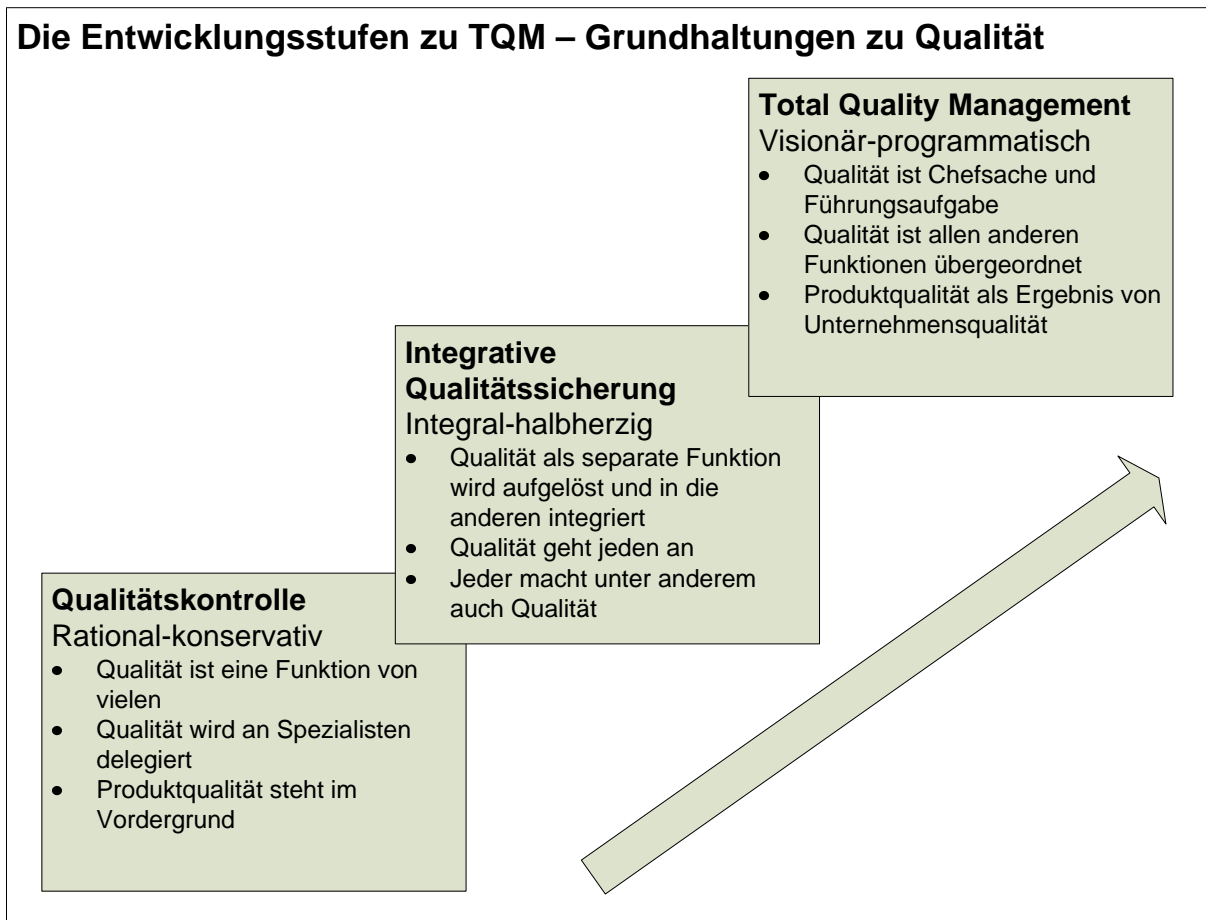 Die Entwicklungsstufen zu TQM – Grundhaltungen zu Qualität
Total Quality Management
Visionär-programmatisch
• Qualität ist Chefsache und
Führungsaufgabe
• Qualität ist allen anderen
Funktionen übergeordnet
• Produktqualität als Ergebnis von
Unternehmensqualität
Integrative
Qualitätssicherung
Integral-halbherzig
• Qualität als separate Funktion
wird aufgelöst und in die
anderen integriert
• Qualität geht jeden an
• Jeder macht unter anderem
auch Qualität
Qualitätskontrolle
Rational-konservativ
• Qualität ist eine Funktion von
vielen
• Qualität wird an Spezialisten
delegiert
• Produktqualität steht im
Vordergrund